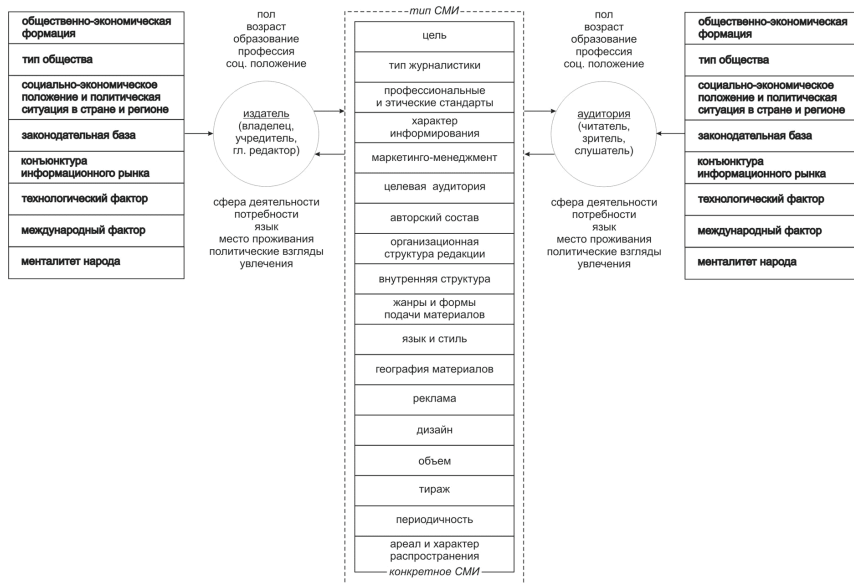 общественно-экономическая
формация
тип общества
социально-экономическое
положение и политическая
ситуация в стране и регионе
законодательная база
конъюнктура
информационного рынка
технологический фактор
международный фактор
менталитет народа
пол
возраст
образование
профессия
соц. положение
издатель
(владелец,
учредитель,
гл. редактор)
сфера деятельности
потребности
язык
место проживания
политические взгляды
увлечения
тип СМИ
цель
тип журналистики
профессиональные
и этические стандарты
характер
информирования
маркетинго-менеджмент
целевая аудитория
авторский состав
организационная
структура редакции
внутренняя структура
жанры и формы
подачи материалов
язык и стиль
география материалов
реклама
дизайн
объем
тираж
периодичность
ареал и характер
распространения
конкретное СМИ
пол
возраст
образование
профессия
соц. положение
аудитория
(читатель,
зритель,
слушатель)
сфера деятельности
потребности
язык
место проживания
политические взгляды
увлечения
общественно-экономическая
формация
тип общества
социально-экономическое
положение и политическая
ситуация в стране и регионе
законодательная база
конъюнктура
информационного рынка
технологический фактор
международный фактор
менталитет народа